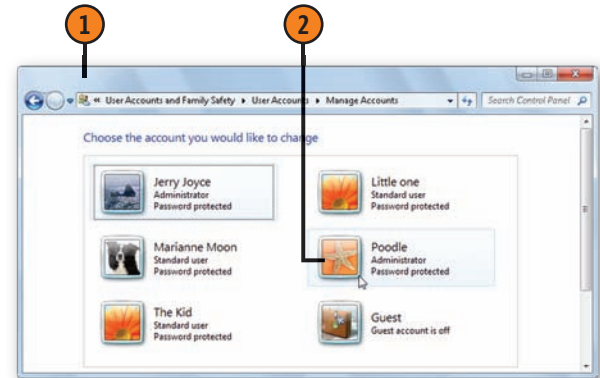 1 2
« User Accounts and Family Safety ▸ User Accounts ▸ Manage Accounts Search Control Panel
Choose the account you would like to change
Jerry Joyce
Administrator
Password protected
Little one
Standard user
Password protected
Marianne Moon
Standard user
Password protected
Poodle
Administrator
Password protected
The Kid
Standard user
Password protected
Guest
Guest account is off